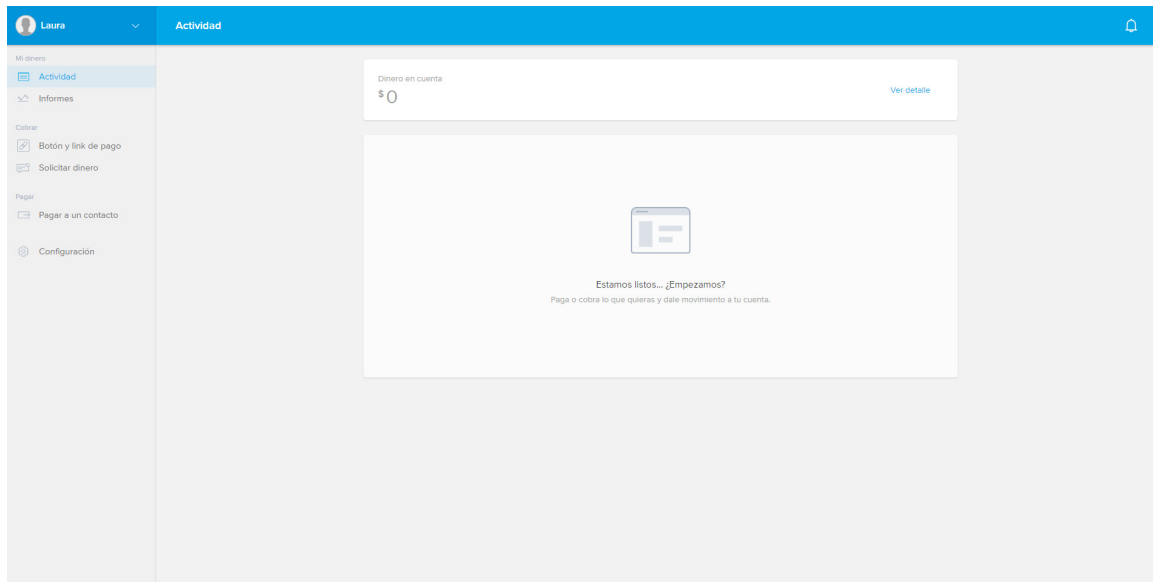 Laura
Actividad
Mi dinero
Actividad
Informes
Cobrar
Botón y link de pago
Solicitar dinero
Pagar
Pagar a un contacto
Configuración
Dinero en cuenta
$ 0
Ver detalle
Estamos listos... ¿Empezamos?
Paga o cobra lo que quieras y dale movimiento a tu cuenta.